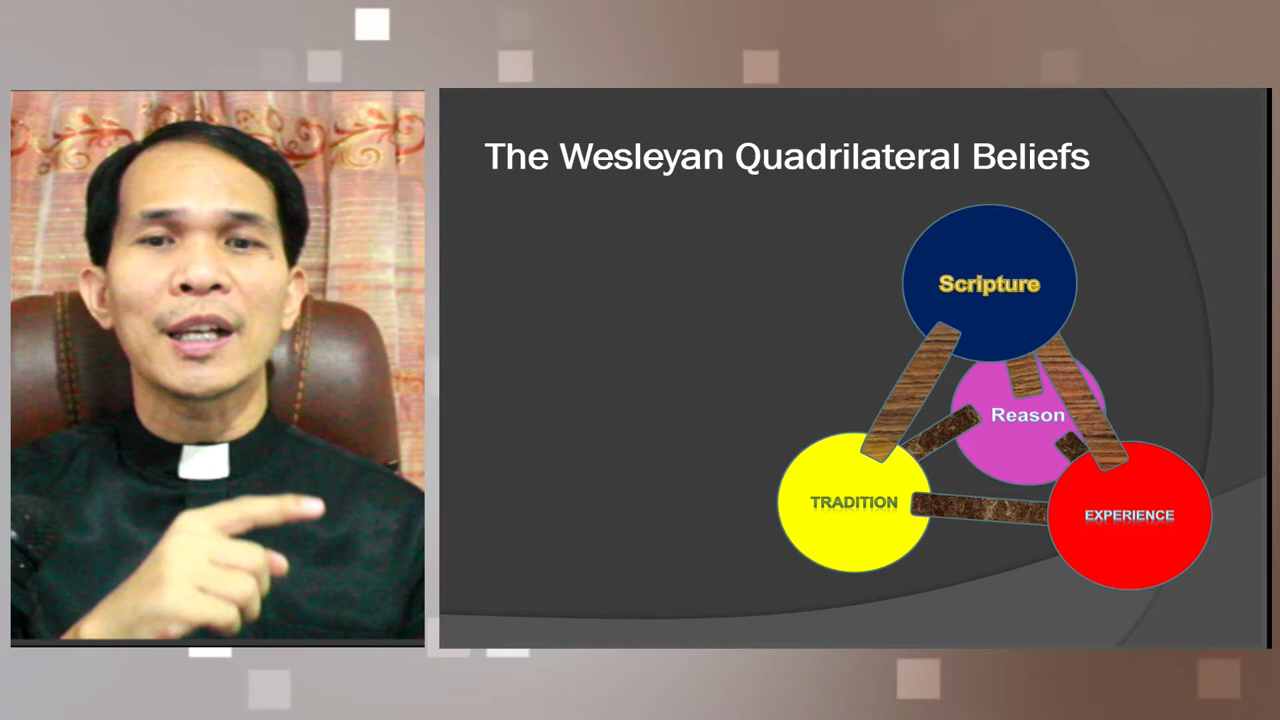 The Wesleyan Quadrilateral Beliefs
Scripture
Reason
TRADITION
EXPERIENCE